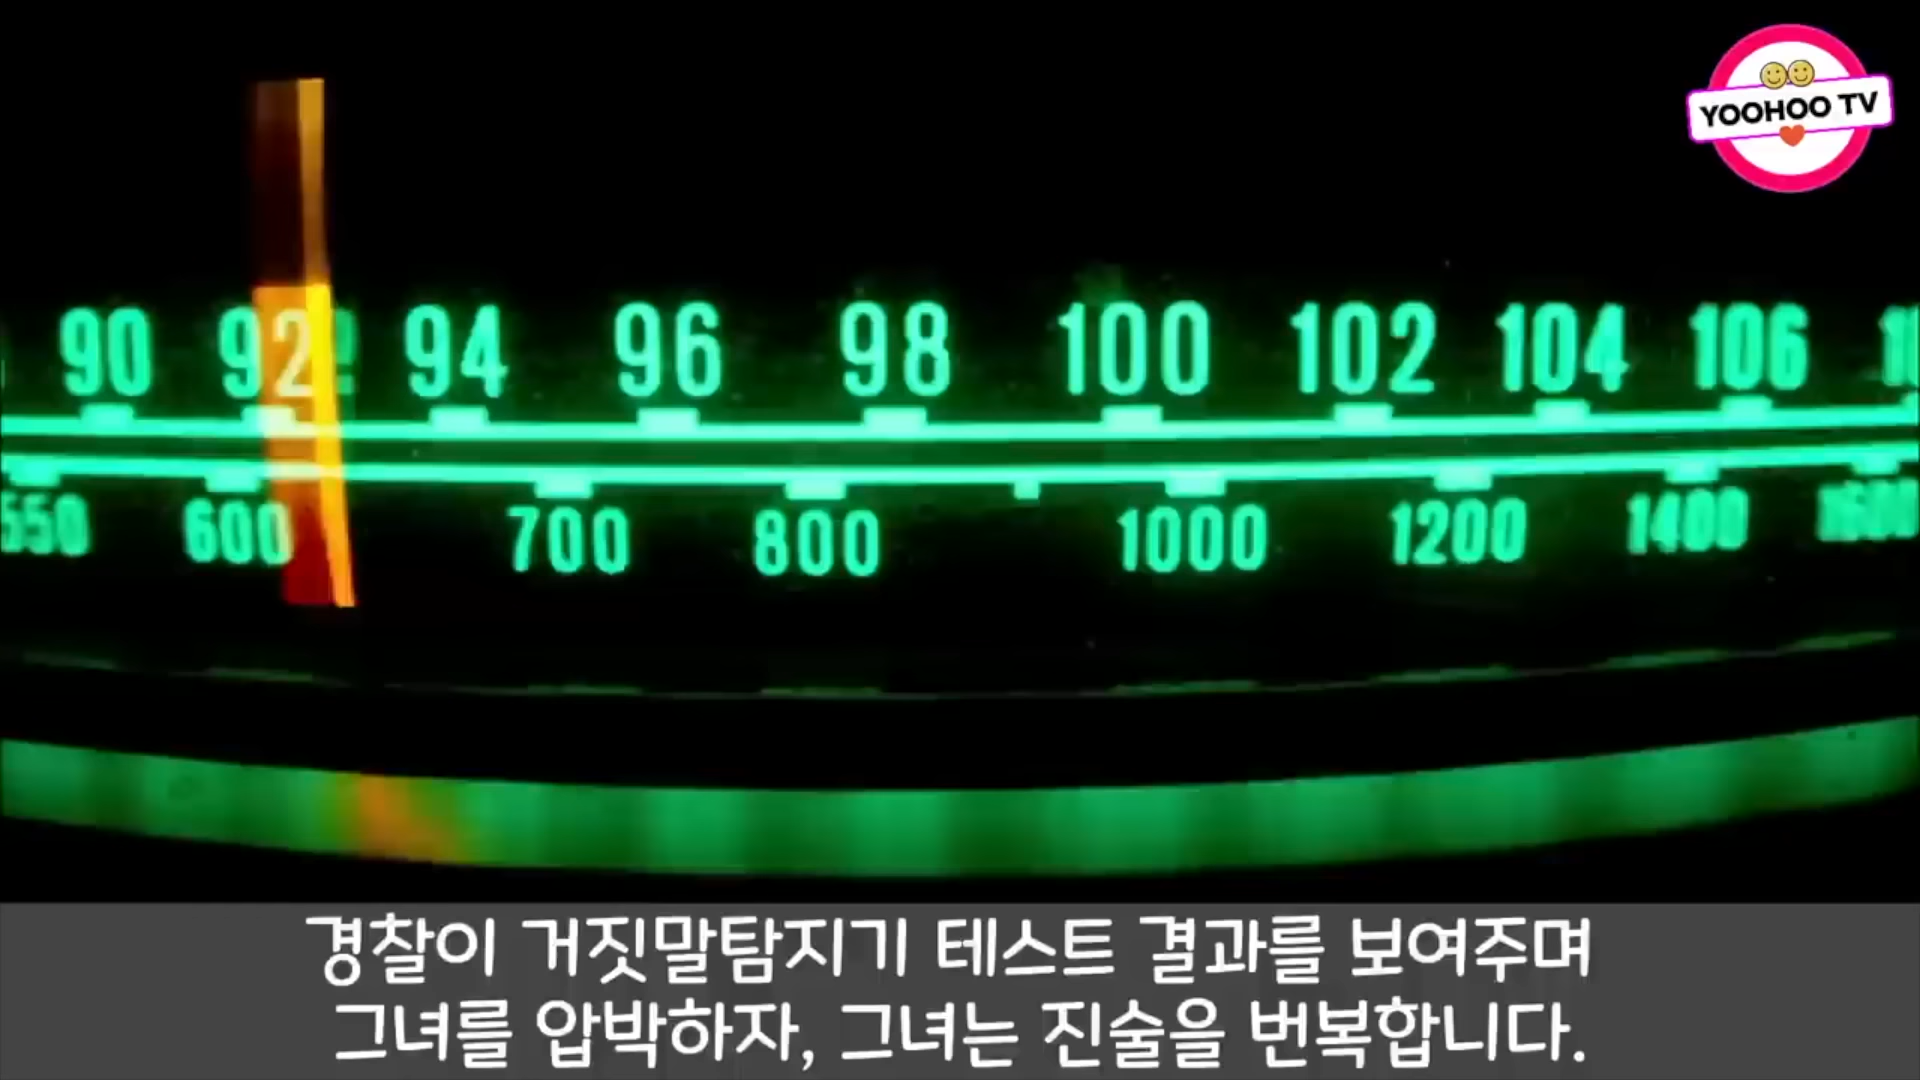 YOOHOO TV
90 92 94 96 98 100 102 104 106
550 600 700 800 1000 1200 1400 1600
경찰이 거짓말탐지기 테스트 결과를 보여주며
그녀를 압박하자, 그녀는 진술을 번복합니다.